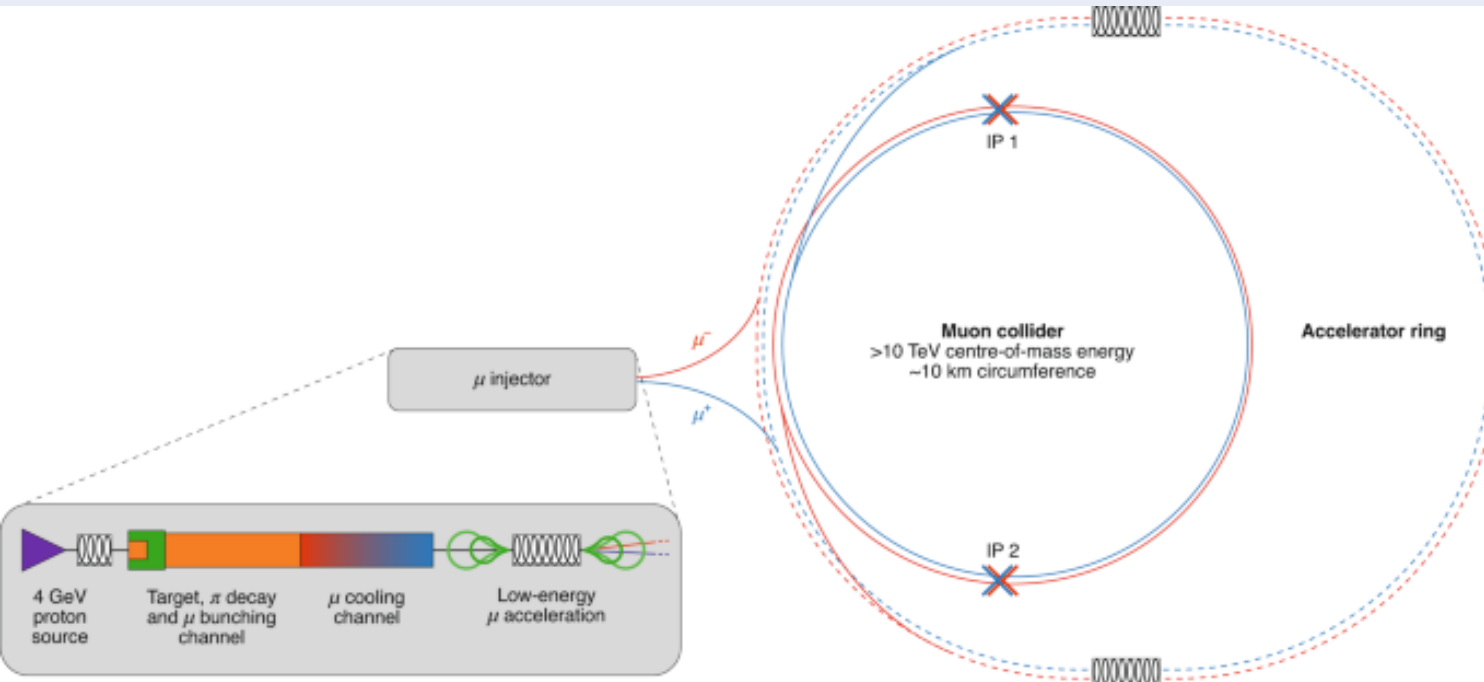 IP 1
Muon collider
>10 TeV centre-of-mass energy
~10 km circumference
Accelerator ring
μ⁻
μ injector
μ⁺
IP 2
4 GeV
proton
source
Target, π decay
and μ bunching
channel
μ cooling
channel
Low-energy
μ acceleration